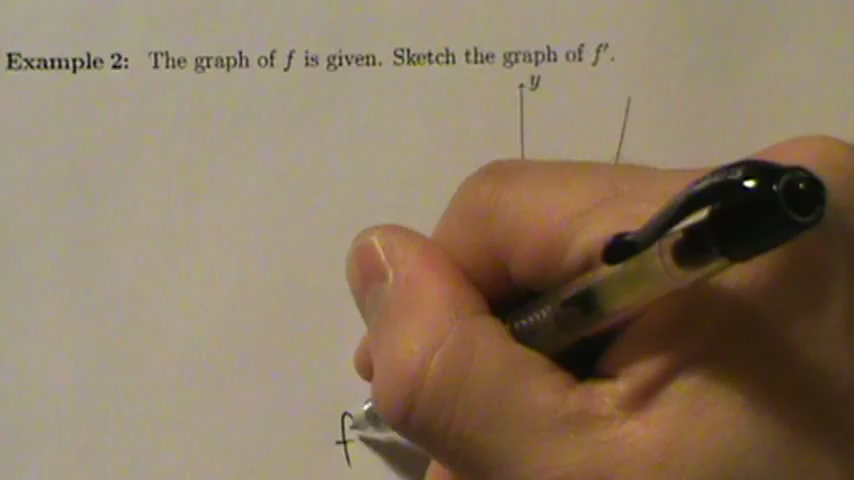 Example 2: The graph of f is given. Sketch the graph of f′.
y
f